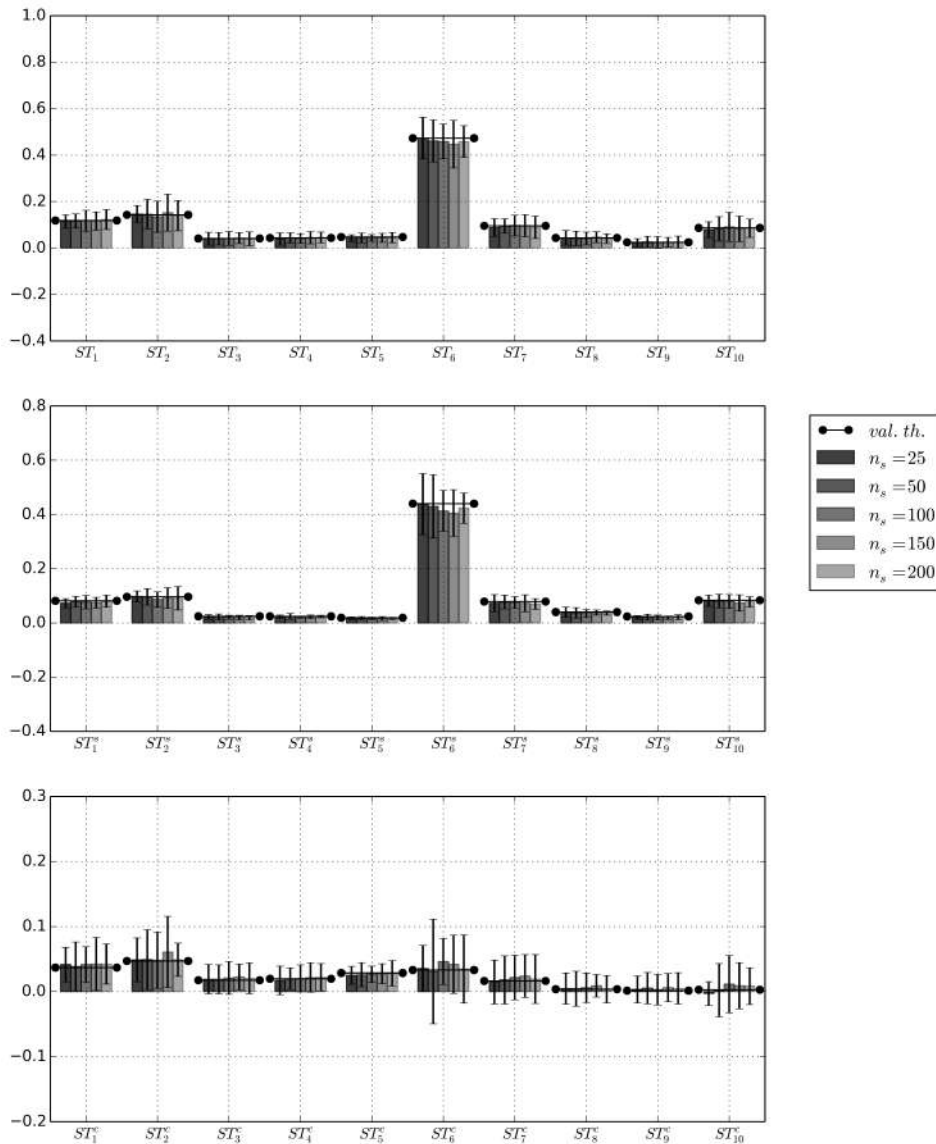 1.0
0.8
0.6
0.4
0.2
0.0
−0.2
−0.4
ST₁ ST₂ ST₃ ST₄ ST₅ ST₆ ST₇ ST₈ ST₉ ST₁₀
0.8
0.6
0.4
0.2
0.0
−0.2
−0.4
ST₁ˢ ST₂ˢ ST₃ˢ ST₄ˢ ST₅ˢ ST₆ˢ ST₇ˢ ST₈ˢ ST₉ˢ ST₁₀ˢ
val. th.
nₛ = 25
nₛ = 50
nₛ = 100
nₛ = 150
nₛ = 200
0.3
0.2
0.1
0.0
−0.1
−0.2
ST₁ᶜ ST₂ᶜ ST₃ᶜ ST₄ᶜ ST₅ᶜ ST₆ᶜ ST₇ᶜ ST₈ᶜ ST₉ᶜ ST₁₀ᶜ